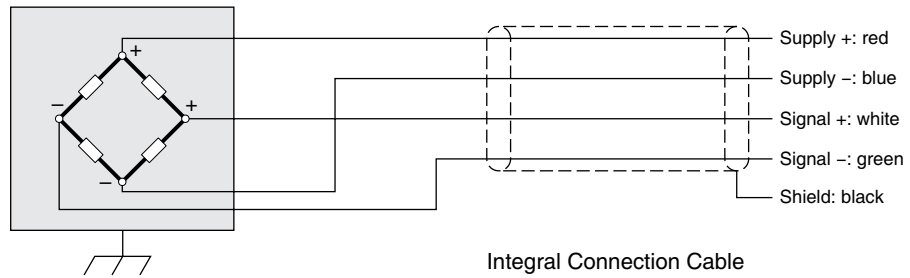 +
Supply +: red
Supply −: blue
−
+
Signal +: white
Signal −: green
−
Shield: black
Integral Connection Cable